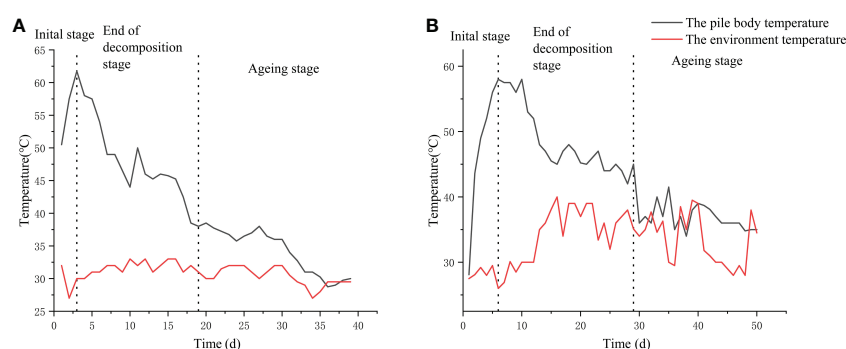 A
Inital stage
End of
decomposition
stage
Ageing stage
65
60
55
50
45
40
35
30
25
Temperature(℃)
0
5
10
15
20
25
30
35
40
Time (d)
B
The pile body temperature
The environment temperature
Inital stage
End of
decomposition
stage
Ageing stage
60
50
40
30
Temperature(℃)
0
10
20
30
40
50
Time (d)